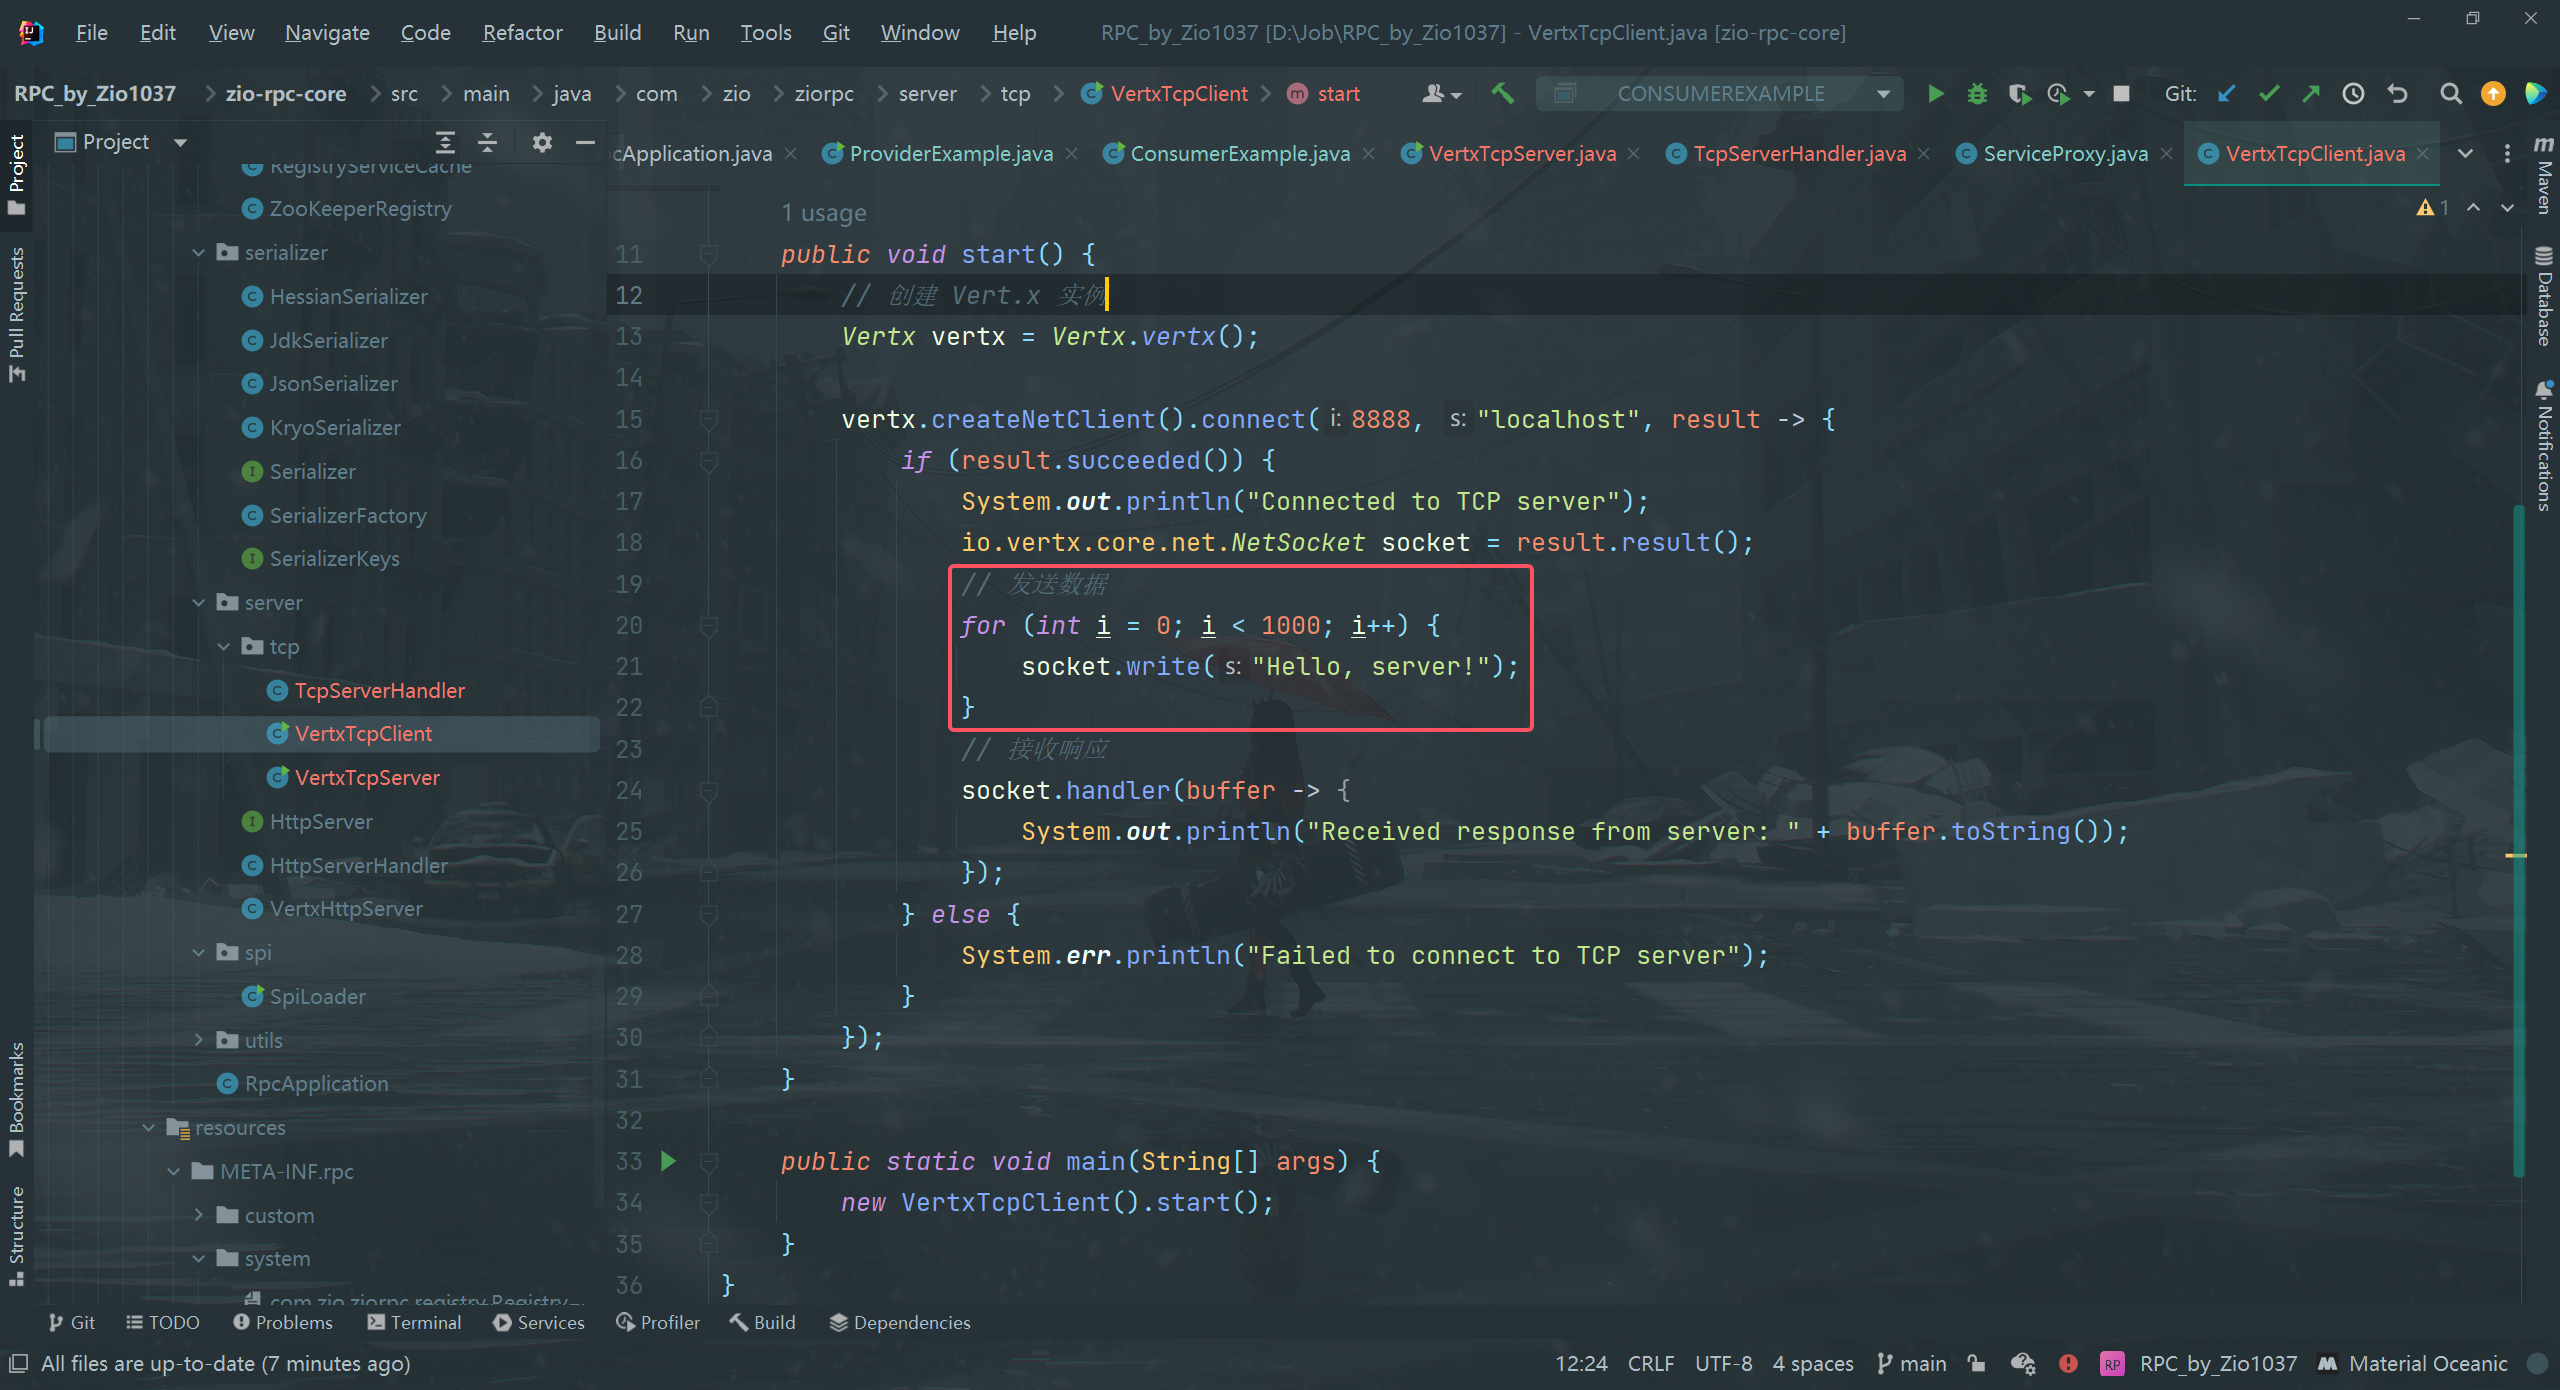 File Edit View Navigate Code Refactor Build Run Tools Git Window Help RPC_by_Zio1037 [D:\Job\RPC_by_Zio1037] - VertxTcpClient.java [zio-rpc-core]
RPC_by_Zio1037 zio-rpc-core src main java com zio ziorpc server tcp VertxTcpClient start CONSUMEREXAMPLE Git:
Project
cApplication.java ProviderExample.java ConsumerExample.java VertxTcpServer.java TcpServerHandler.java ServiceProxy.java VertxTcpClient.java
Project
Pull Requests
Bookmarks
Structure
RegistryServiceCache
ZooKeeperRegistry
serializer
HessianSerializer
JdkSerializer
JsonSerializer
KryoSerializer
Serializer
SerializerFactory
SerializerKeys
server
tcp
TcpServerHandler
VertxTcpClient
VertxTcpServer
HttpServer
HttpServerHandler
VertxHttpServer
spi
SpiLoader
utils
RpcApplication
resources
META-INF.rpc
custom
system
com.zio.ziorpc.registry.Registry
1 usage
1
11 public void start() {
12 // 创建 Vert.x 实例
13 Vertx vertx = Vertx.vertx();
14
15 vertx.createNetClient().connect( i: 8888, s: "localhost", result -> {
16 if (result.succeeded()) {
17 System.out.println("Connected to TCP server");
18 io.vertx.core.net.NetSocket socket = result.result();
19 // 发送数据
20 for (int i = 0; i < 1000; i++) {
21 socket.write( s: "Hello, server!");
22 }
23 // 接收响应
24 socket.handler(buffer -> {
25 System.out.println("Received response from server: " + buffer.toString());
26 });
27 } else {
28 System.err.println("Failed to connect to TCP server");
29 }
30 });
31 }
32
33 public static void main(String[] args) {
34 new VertxTcpClient().start();
35 }
36 }
m Maven
Database
Notifications
Git TODO Problems Terminal Services Profiler Build Dependencies
All files are up-to-date (7 minutes ago) 12:24 CRLF UTF-8 4 spaces main RP RPC_by_Zio1037 Material Oceanic